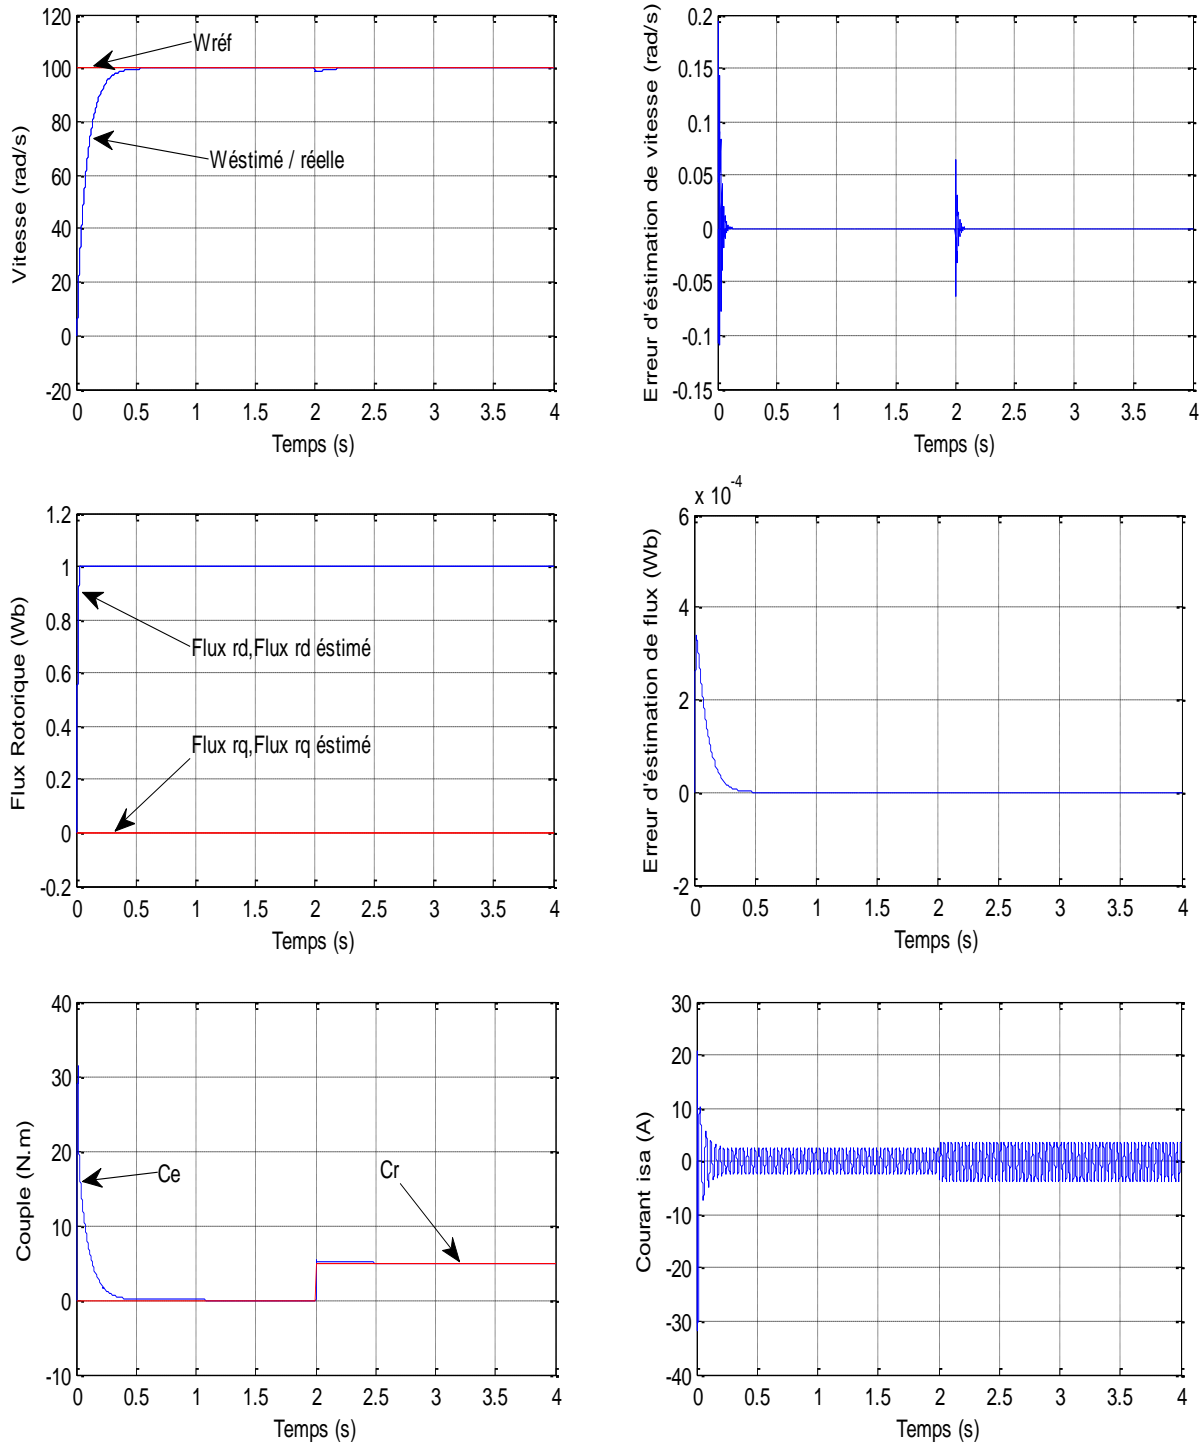 120
100
80
60
40
20
0
-20
Vitesse (rad/s)
Wréf
Wéstimé / réelle
0 0.5 1 1.5 2 2.5 3 3.5 4
Temps (s)
0.2
0.15
0.1
0.05
0
-0.05
-0.1
-0.15
Erreur d'éstimation de vitesse (rad/s)
0 0.5 1 1.5 2 2.5 3 3.5 4
Temps (s)
1.2
1
0.8
0.6
0.4
0.2
0
-0.2
Flux Rotorique (Wb)
Flux rd,Flux rd éstimé
Flux rq,Flux rq éstimé
0 0.5 1 1.5 2 2.5 3 3.5 4
Temps (s)
x 10-4
6
4
2
0
-2
Erreur d'éstimation de flux (Wb)
0 0.5 1 1.5 2 2.5 3 3.5 4
Temps (s)
40
30
20
10
0
-10
Couple (N.m)
Ce
Cr
0 0.5 1 1.5 2 2.5 3 3.5 4
Temps (s)
30
20
10
0
-10
-20
-30
-40
Courant isa (A)
0 0.5 1 1.5 2 2.5 3 3.5 4
Temps (s)